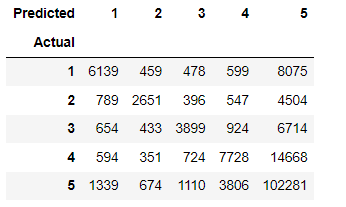 Predicted 1 2 3 4 5
Actual
1 6139 459 478 599 8075
2 789 2651 396 547 4504
3 654 433 3899 924 6714
4 594 351 724 7728 14668
5 1339 674 1110 3806 102281